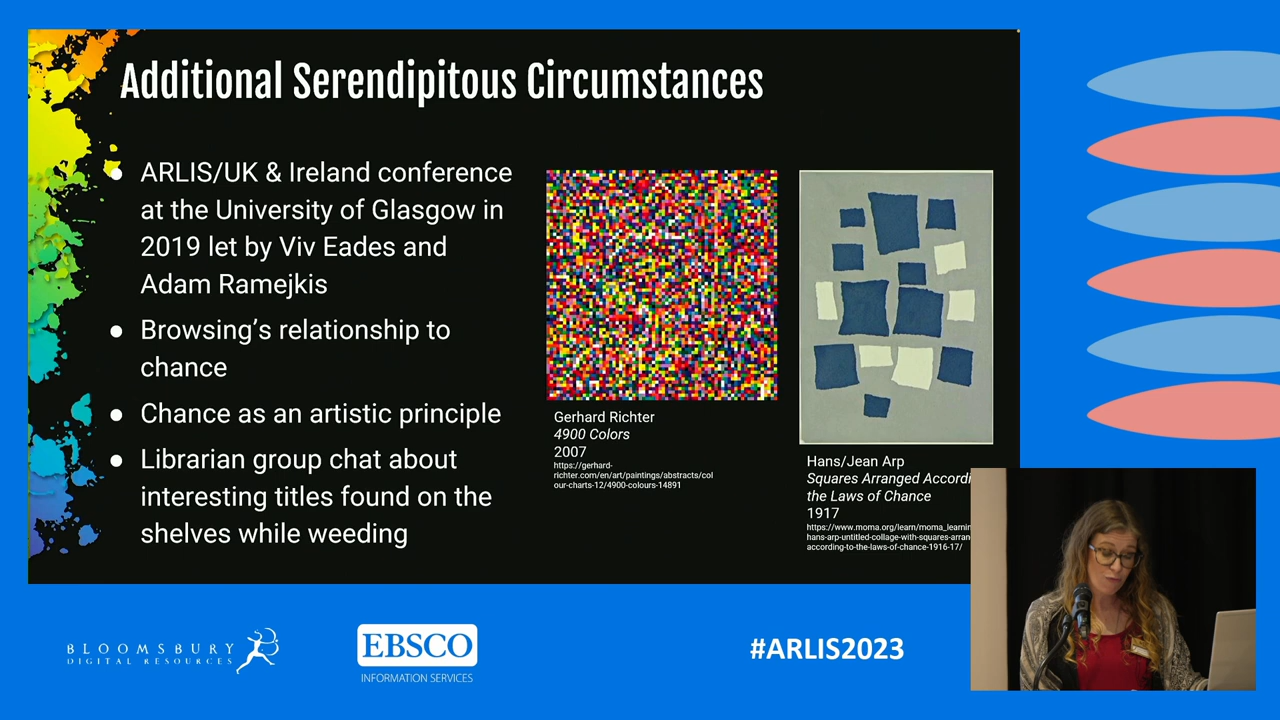 Additional Serendipitous Circumstances
● ARLIS/UK & Ireland conference
at the University of Glasgow in
2019 let by Viv Eades and
Adam Ramejkis
● Browsing's relationship to
chance
● Chance as an artistic principle
● Librarian group chat about
interesting titles found on the
shelves while weeding
Gerhard Richter
4900 Colors
2007
https://gerhard-
richter.com/en/art/paintings/abstracts/col
our-charts-12/4900-colours-14891
Hans/Jean Arp
Squares Arranged Accordi
the Laws of Chance
1917
https://www.moma.org/learn/moma_learnin
hans-arp-untitled-collage-with-squares-arran
according-to-the-laws-of-chance-1916-17/
BLOOMSBURY
DIGITAL RESOURCES
EBSCO
INFORMATION SERVICES
#ARLIS2023